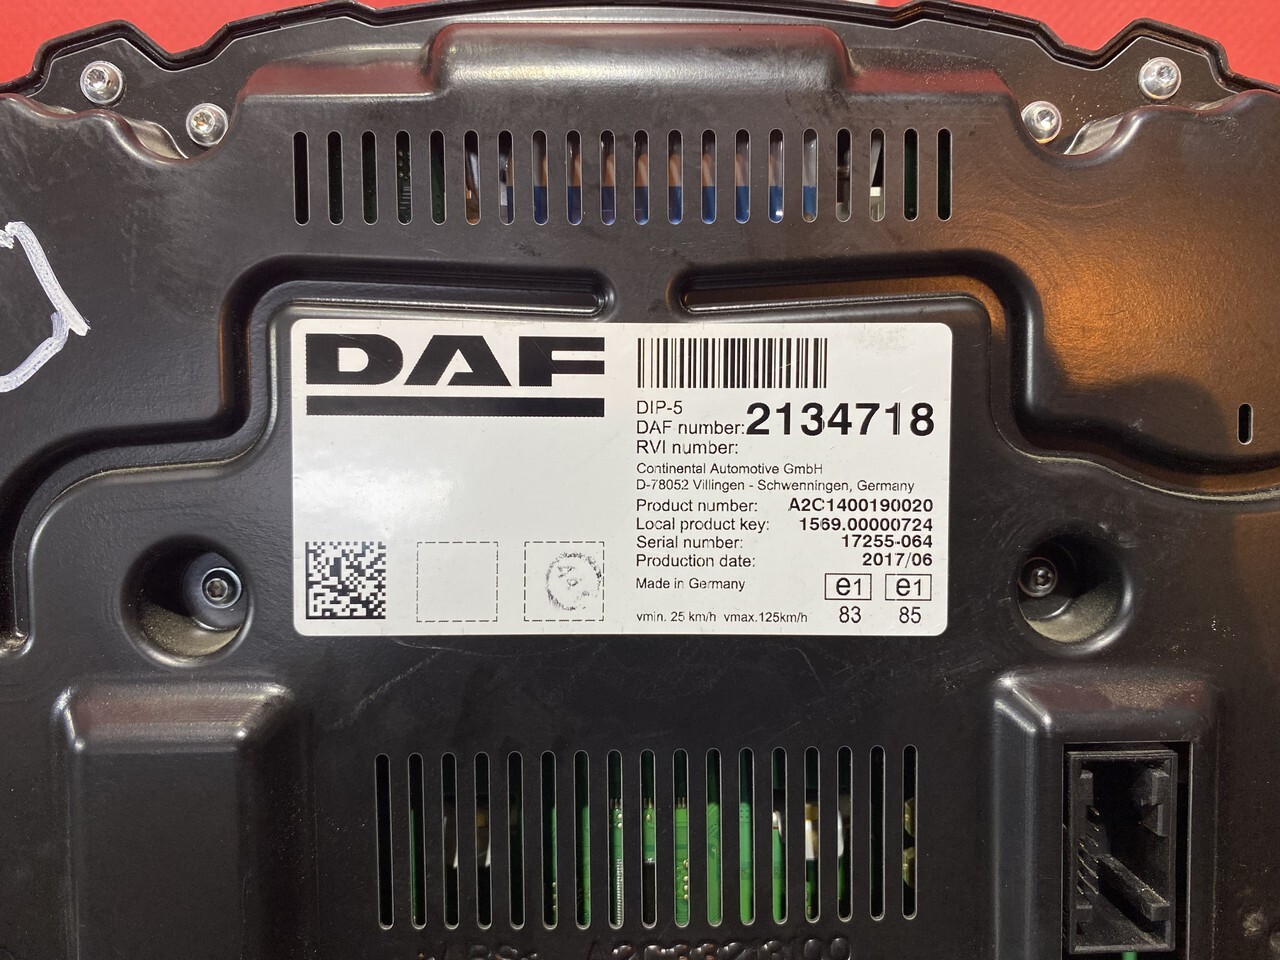 DAF
DIP-5
DAF number: 2134718
RVI number:
Continental Automotive GmbH
D-78052 Villingen - Schwenningen, Germany
Product number: A2C1400190020
Local product key: 1569.00000724
Serial number: 17255-064
Production date: 2017/06
Made in Germany e1 e1
vmin. 25 km/h vmax.125km/h 83 85